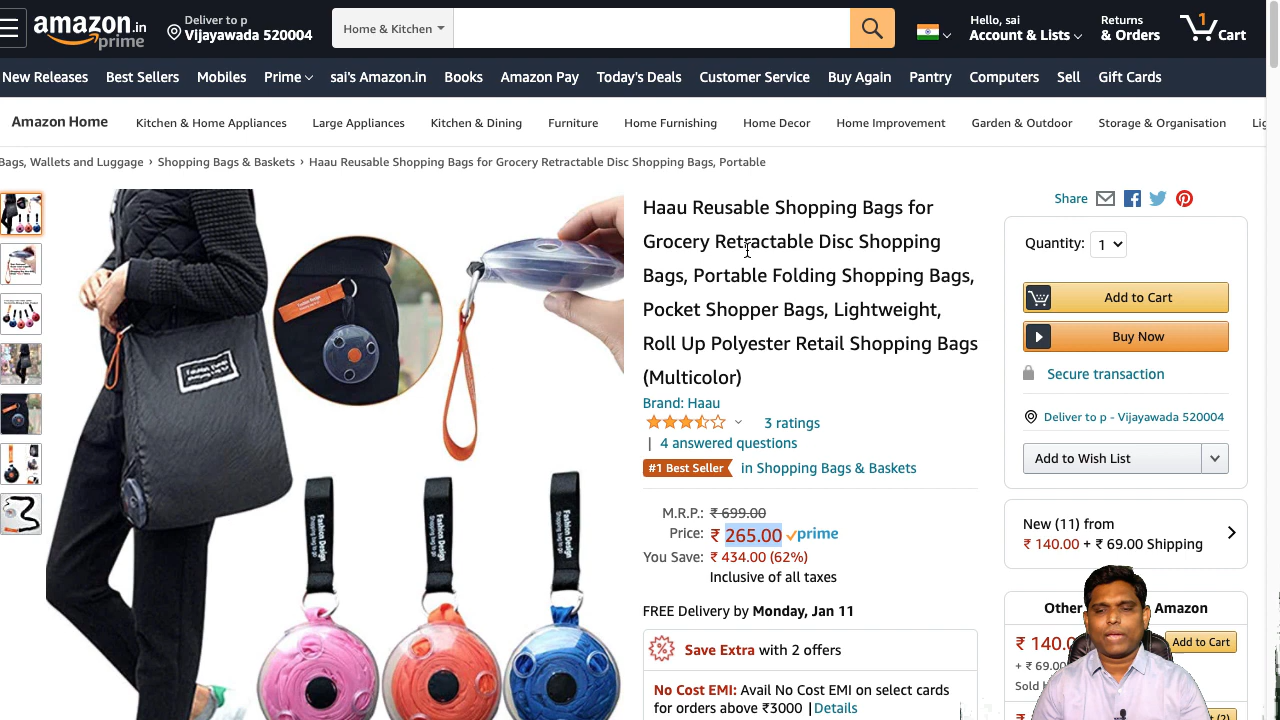 amazon.in
prime
Deliver to p
Vijayawada 520004
Home & Kitchen
Hello, sai
Account & Lists
Returns
& Orders
1
Cart
New Releases Best Sellers Mobiles Prime sai's Amazon.in Books Amazon Pay Today's Deals Customer Service Buy Again Pantry Computers Sell Gift Cards
Amazon Home Kitchen & Home Appliances Large Appliances Kitchen & Dining Furniture Home Furnishing Home Decor Home Improvement Garden & Outdoor Storage & Organisation Lig
Bags, Wallets and Luggage › Shopping Bags & Baskets › Haau Reusable Shopping Bags for Grocery Retractable Disc Shopping Bags, Portable
Haau Reusable Shopping Bags for
Grocery Retractable Disc Shopping
Bags, Portable Folding Shopping Bags,
Pocket Shopper Bags, Lightweight,
Roll Up Polyester Retail Shopping Bags
(Multicolor)
Brand: Haau
3 ratings
| 4 answered questions
#1 Best Seller in Shopping Bags & Baskets
M.R.P.: ₹ 699.00
Price: ₹ 265.00 prime
You Save: ₹ 434.00 (62%)
Inclusive of all taxes
FREE Delivery by Monday, Jan 11
Save Extra with 2 offers
No Cost EMI: Avail No Cost EMI on select cards
for orders above ₹3000 | Details
Share
Quantity: 1
Add to Cart
Buy Now
Secure transaction
Deliver to p - Vijayawada 520004
Add to Wish List
New (11) from
₹ 140.00 + ₹ 69.00 Shipping
Other Amazon
₹ 140.0 Add to Cart
+ ₹ 69.00
Sold
Fashion Design
Fashion Design
Fashion Design